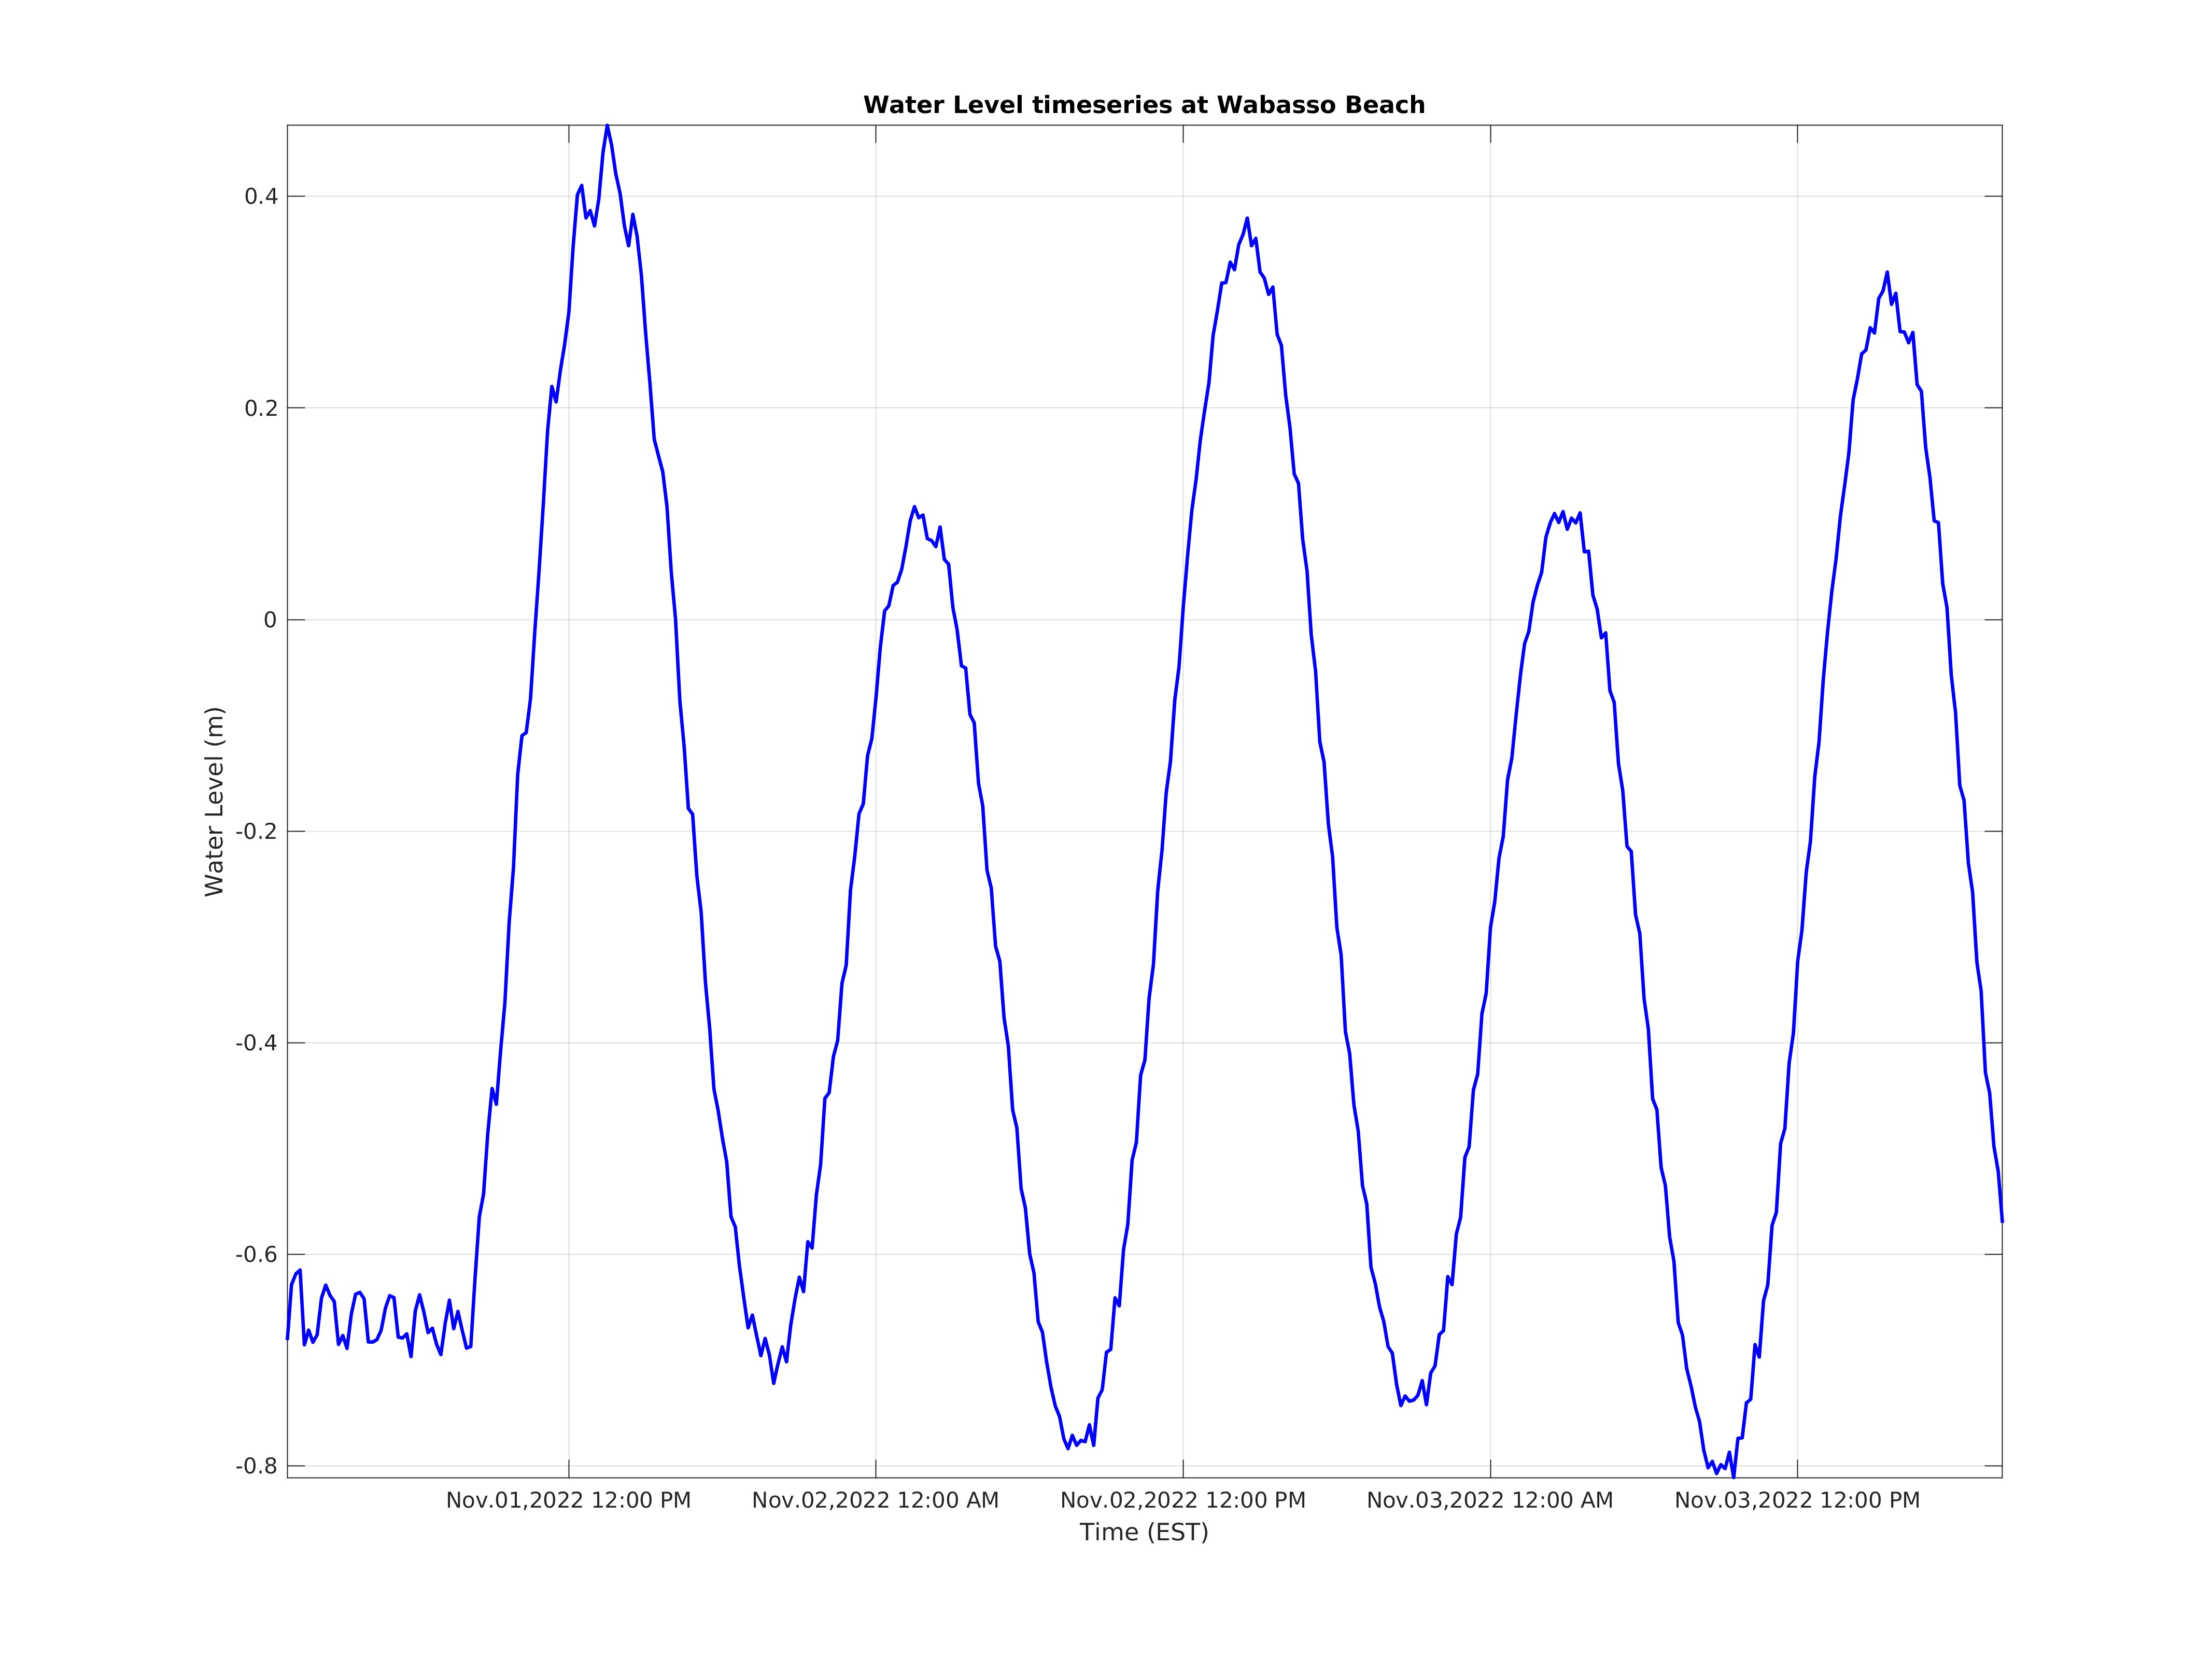 Water Level timeseries at Wabasso Beach
0.4
0.2
0
-0.2
-0.4
-0.6
-0.8
Water Level (m)
Nov.01,2022 12:00 PM Nov.02,2022 12:00 AM Nov.02,2022 12:00 PM Nov.03,2022 12:00 AM Nov.03,2022 12:00 PM
Time (EST)